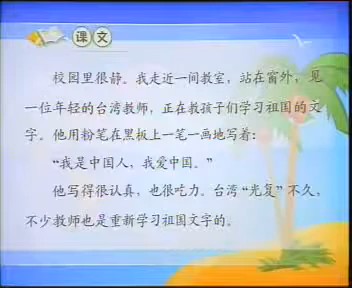 课文
校园里很静。我走近一间教室，站在窗外，见
一位年轻的台湾教师，正在教孩子们学习祖国的文
字。他用粉笔在黑板上一笔一画地写着：
“我是中国人，我爱中国。”
他写得很认真，也很吃力。台湾“光复”不久，
不少教师也是重新学习祖国文字的。